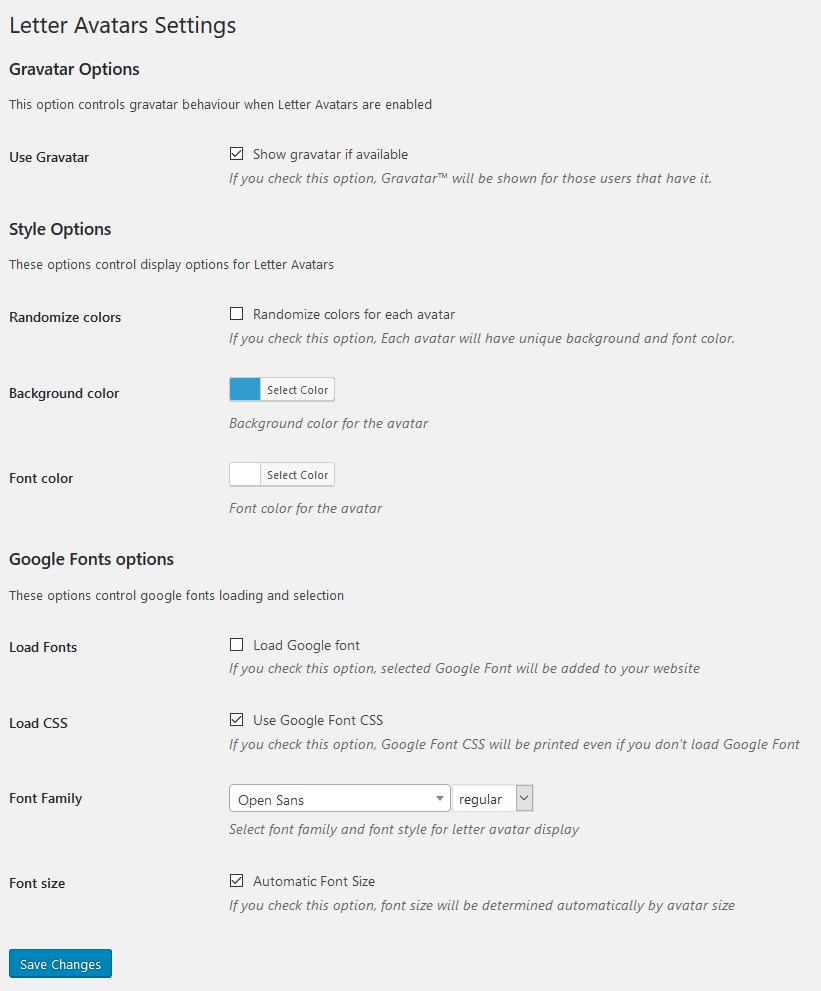 Letter Avatars Settings
Gravatar Options
This option controls gravatar behaviour when Letter Avatars are enabled
Use Gravatar
Show gravatar if available
If you check this option, Gravatar™ will be shown for those users that have it.
Style Options
These options control display options for Letter Avatars
Randomize colors
Randomize colors for each avatar
If you check this option, Each avatar will have unique background and font color.
Background color
Select Color
Background color for the avatar
Font color
Select Color
Font color for the avatar
Google Fonts options
These options control google fonts loading and selection
Load Fonts
Load Google font
If you check this option, selected Google Font will be added to your website
Load CSS
Use Google Font CSS
If you check this option, Google Font CSS will be printed even if you don't load Google Font
Font Family
Open Sans regular
Select font family and font style for letter avatar display
Font size
Automatic Font Size
If you check this option, font size will be determined automatically by avatar size
Save Changes